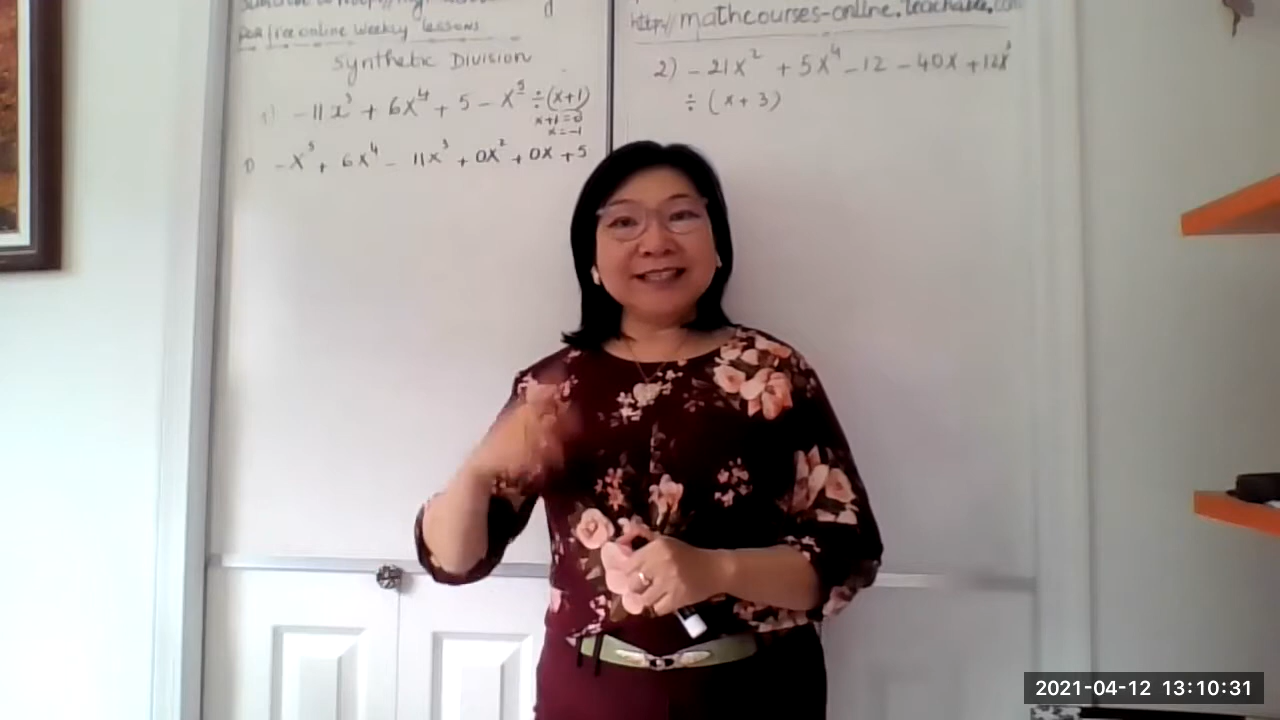 for free online weekly lessons
Synthetic Division
1) -11x³ + 6x⁴ + 5 - x⁵ ÷ (x+1)
x+1=0
x=-1
-x⁵ + 6x⁴ - 11x³ + 0x² + 0x + 5
http//mathcourses-online.teachable.com
2) -21x² + 5x⁴ - 12 - 40x + 12x³
÷ (x+3)
2021-04-12 13:10:31